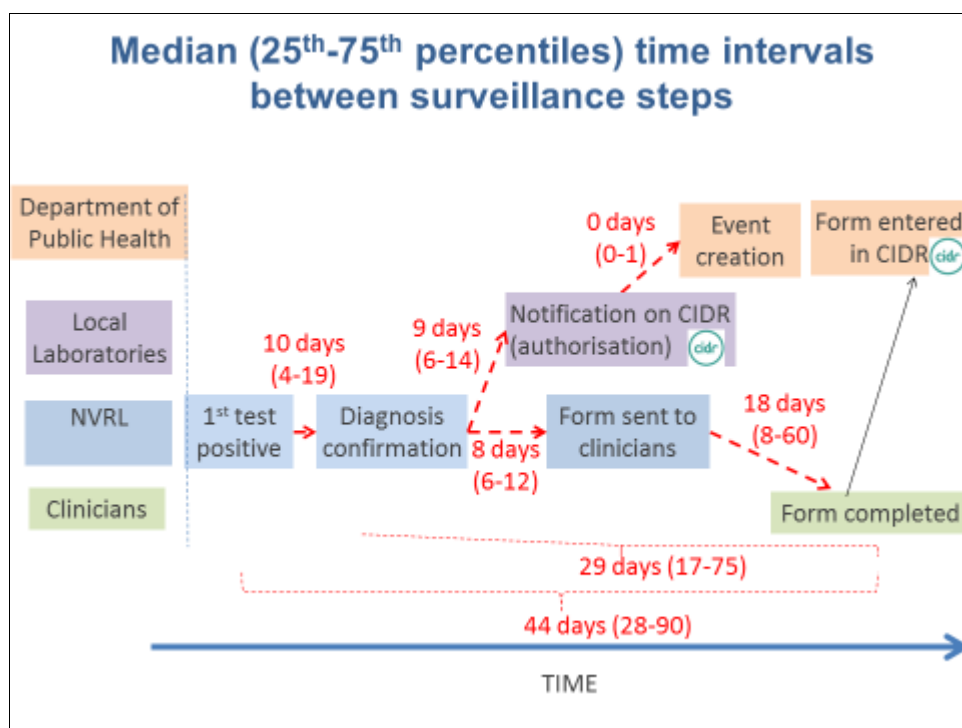 Median (25th-75th percentiles) time intervals
between surveillance steps
Department of
Public Health
0 days
(0-1)
Event
creation
Form entered
in CIDR
cidr
Local
Laboratories
10 days
(4-19)
9 days
(6-14)
Notification on CIDR
(authorisation)
cidr
NVRL
1st test
positive
Diagnosis
confirmation
8 days
(6-12)
Form sent to
clinicians
18 days
(8-60)
Clinicians
Form completed
29 days (17-75)
44 days (28-90)
TIME